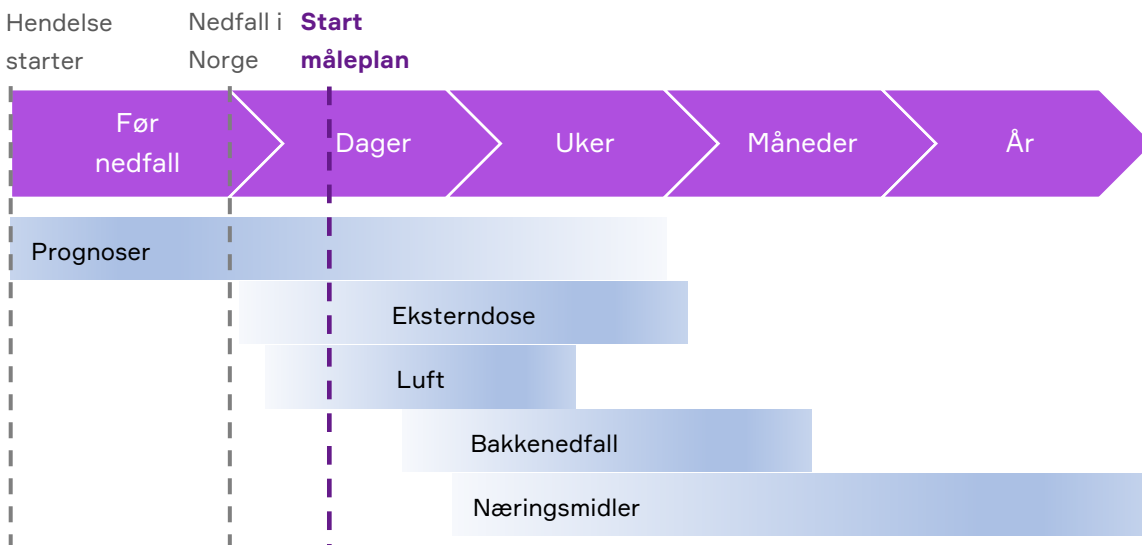 Hendelse
starter
Nedfall i
Norge
Start
måleplan
Før
nedfall
Dager
Uker
Måneder
År
Prognoser
Eksterndose
Luft
Bakkenedfall
Næringsmidler